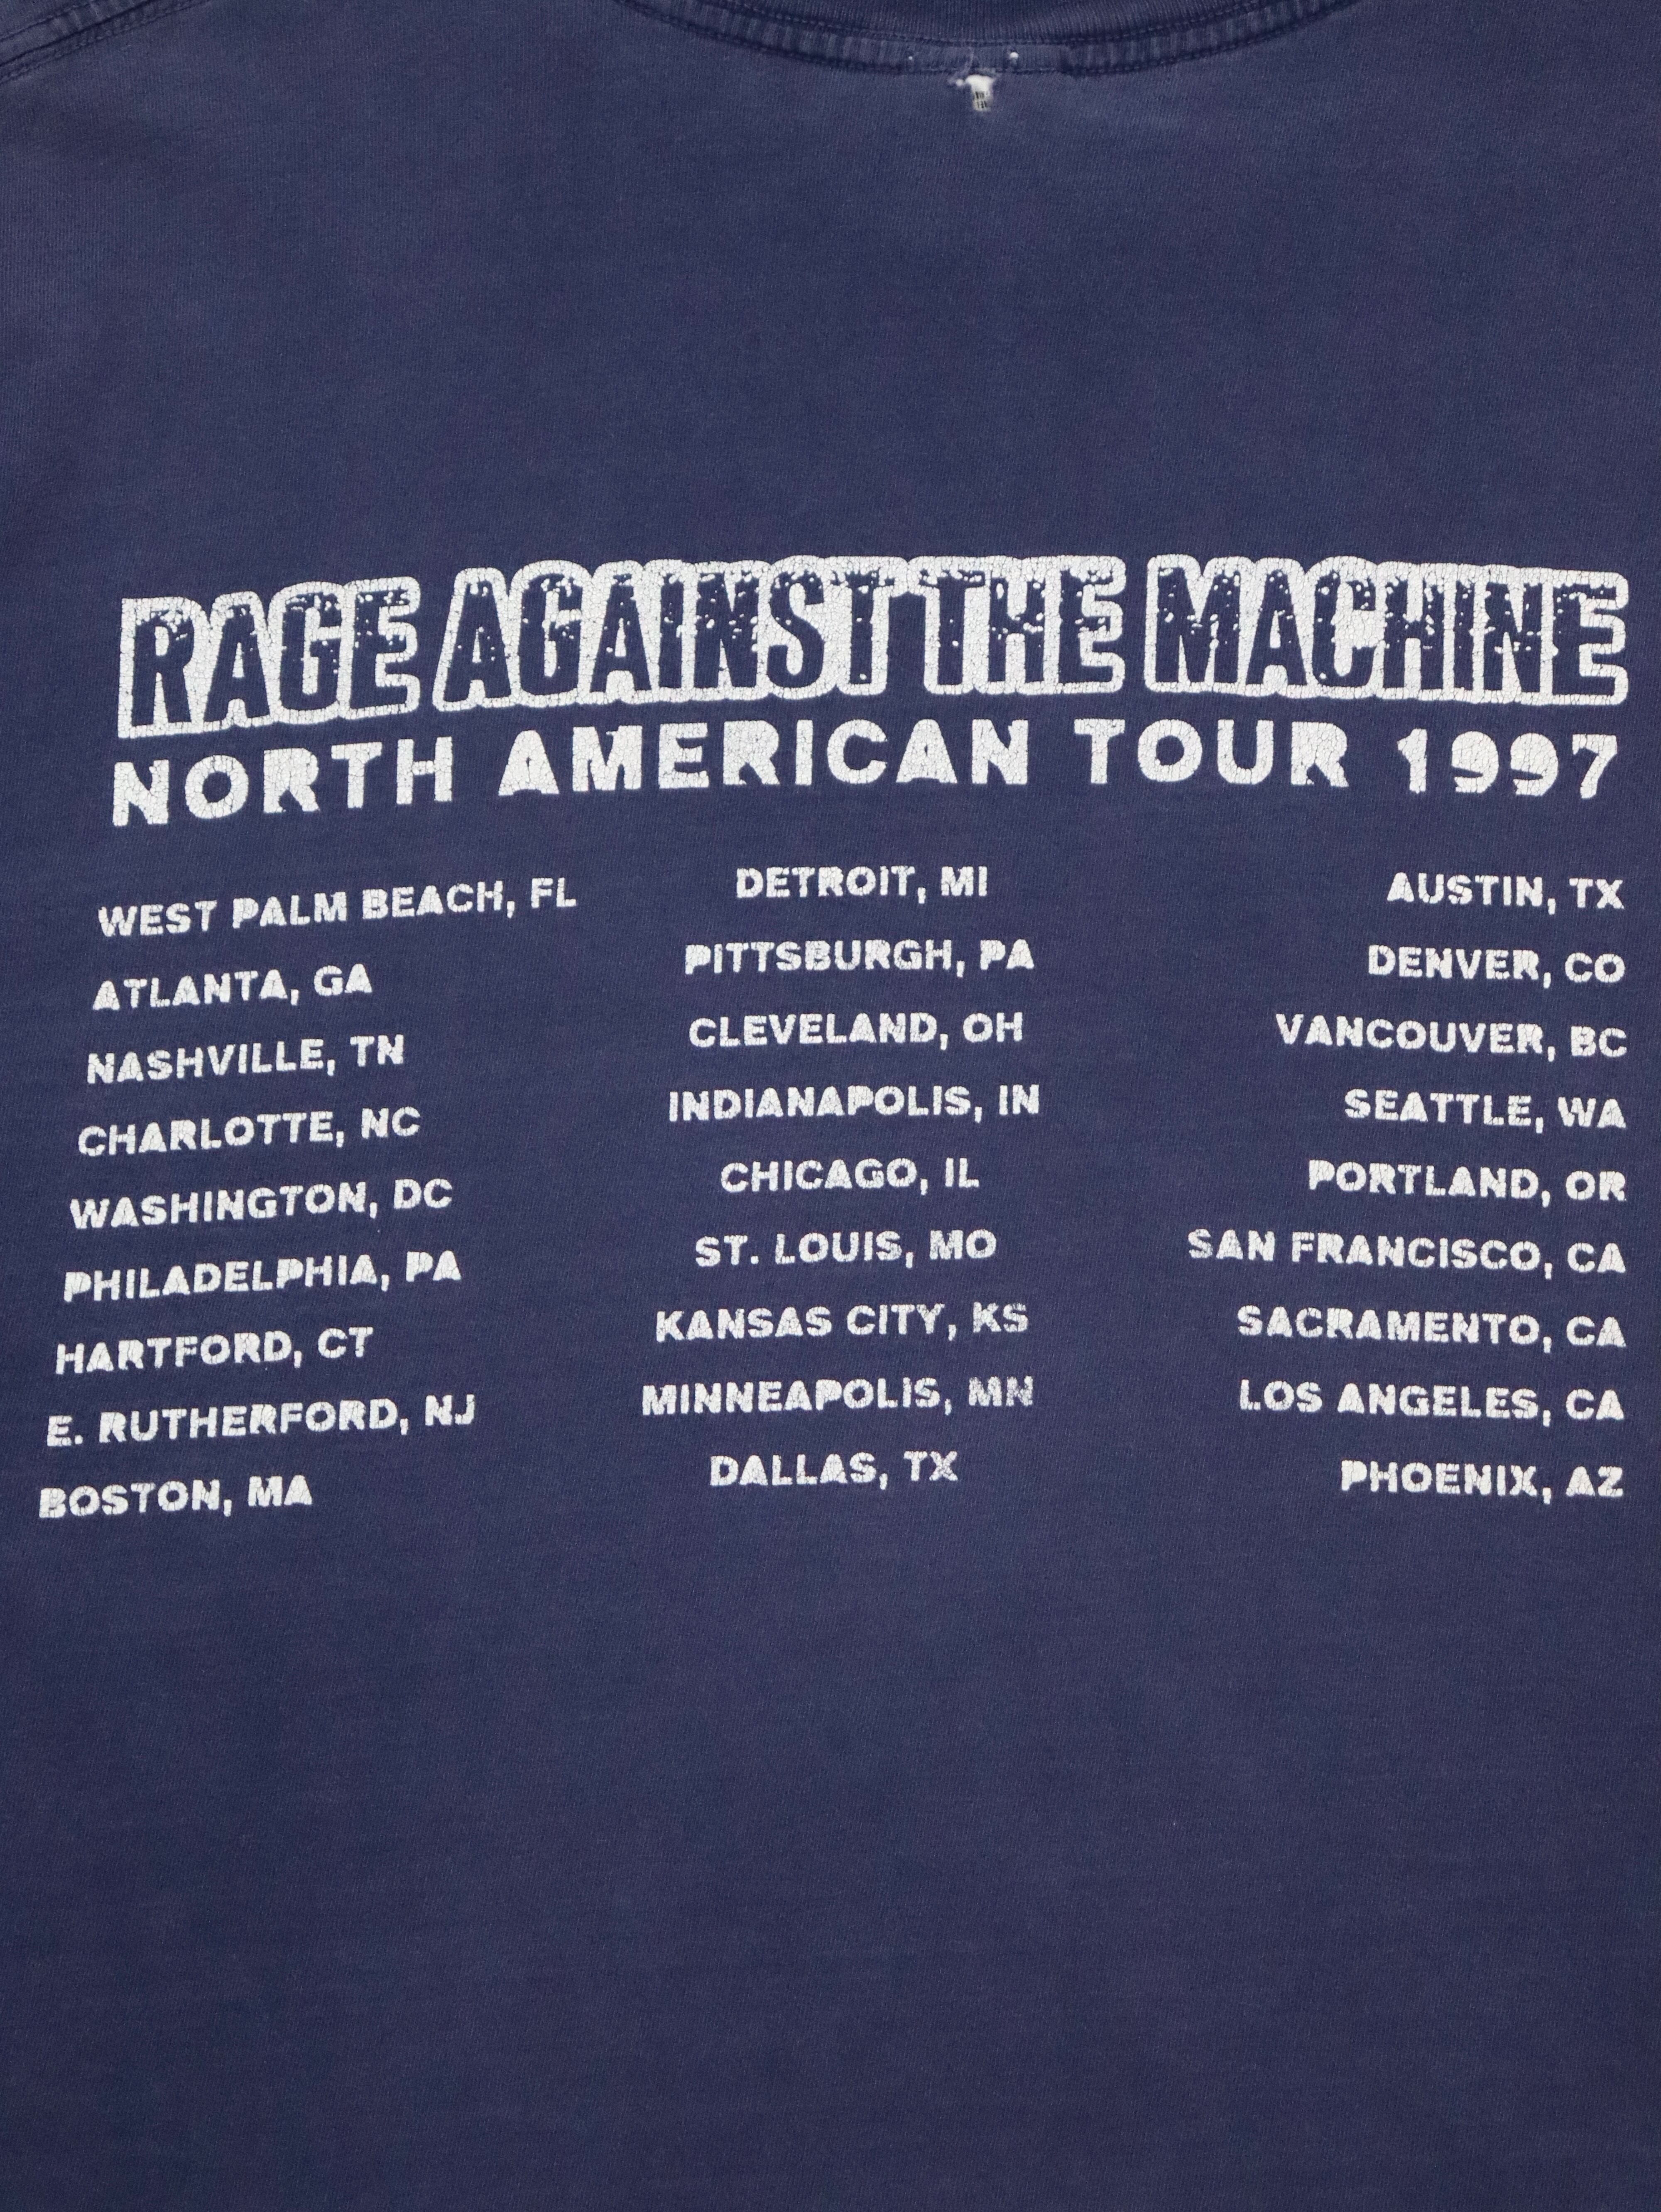 RAGE AGAINST THE MACHINE
NORTH AMERICAN TOUR 1997
WEST PALM BEACH, FL
ATLANTA, GA
NASHVILLE, TN
CHARLOTTE, NC
WASHINGTON, DC
PHILADELPHIA, PA
HARTFORD, CT
E. RUTHERFORD, NJ
BOSTON, MA
DETROIT, MI
PITTSBURGH, PA
CLEVELAND, OH
INDIANAPOLIS, IN
CHICAGO, IL
ST. LOUIS, MO
KANSAS CITY, KS
MINNEAPOLIS, MN
DALLAS, TX
AUSTIN, TX
DENVER, CO
VANCOUVER, BC
SEATTLE, WA
PORTLAND, OR
SAN FRANCISCO, CA
SACRAMENTO, CA
LOS ANGELES, CA
PHOENIX, AZ